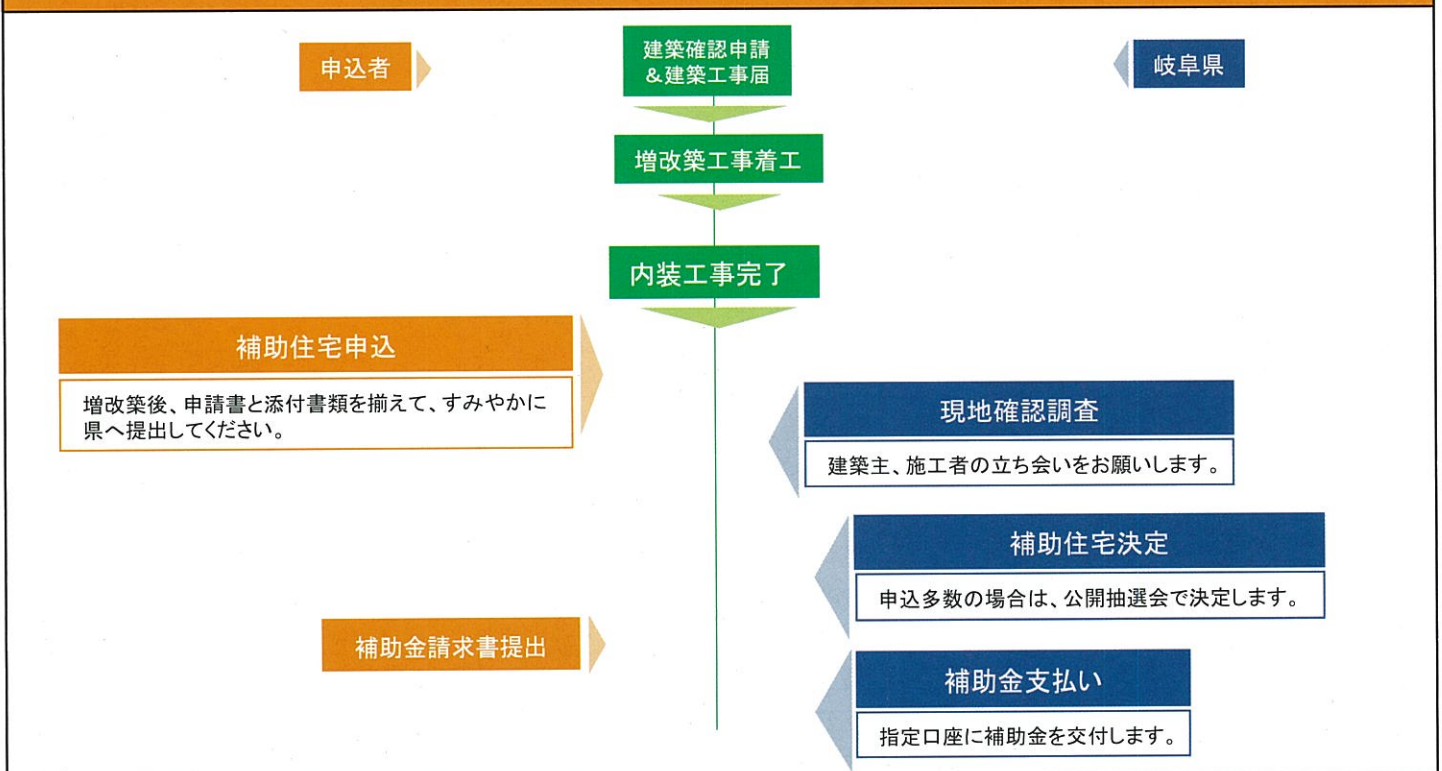 申込者
建築確認申請
&建築工事届
岐阜県
増改築工事着工
内装工事完了
補助住宅申込
増改築後、申請書と添付書類を揃えて、すみやかに
県へ提出してください。
現地確認調査
建築主、施工者の立ち会いをお願いします。
補助住宅決定
申込多数の場合は、公開抽選会で決定します。
補助金請求書提出
補助金支払い
指定口座に補助金を交付します。